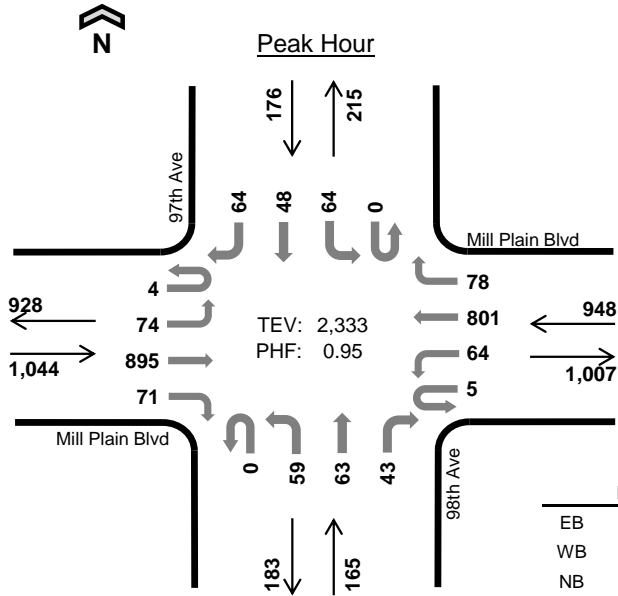 N
Peak Hour
176
215
97th Ave
64
48
64
0
Mill Plain Blvd
4
78
928
74
TEV: 2,333
801
948
1,044
895
PHF: 0.95
64
1,007
71
5
Mill Plain Blvd
0
59
63
43
98th Ave
EB
WB
183
165
NB